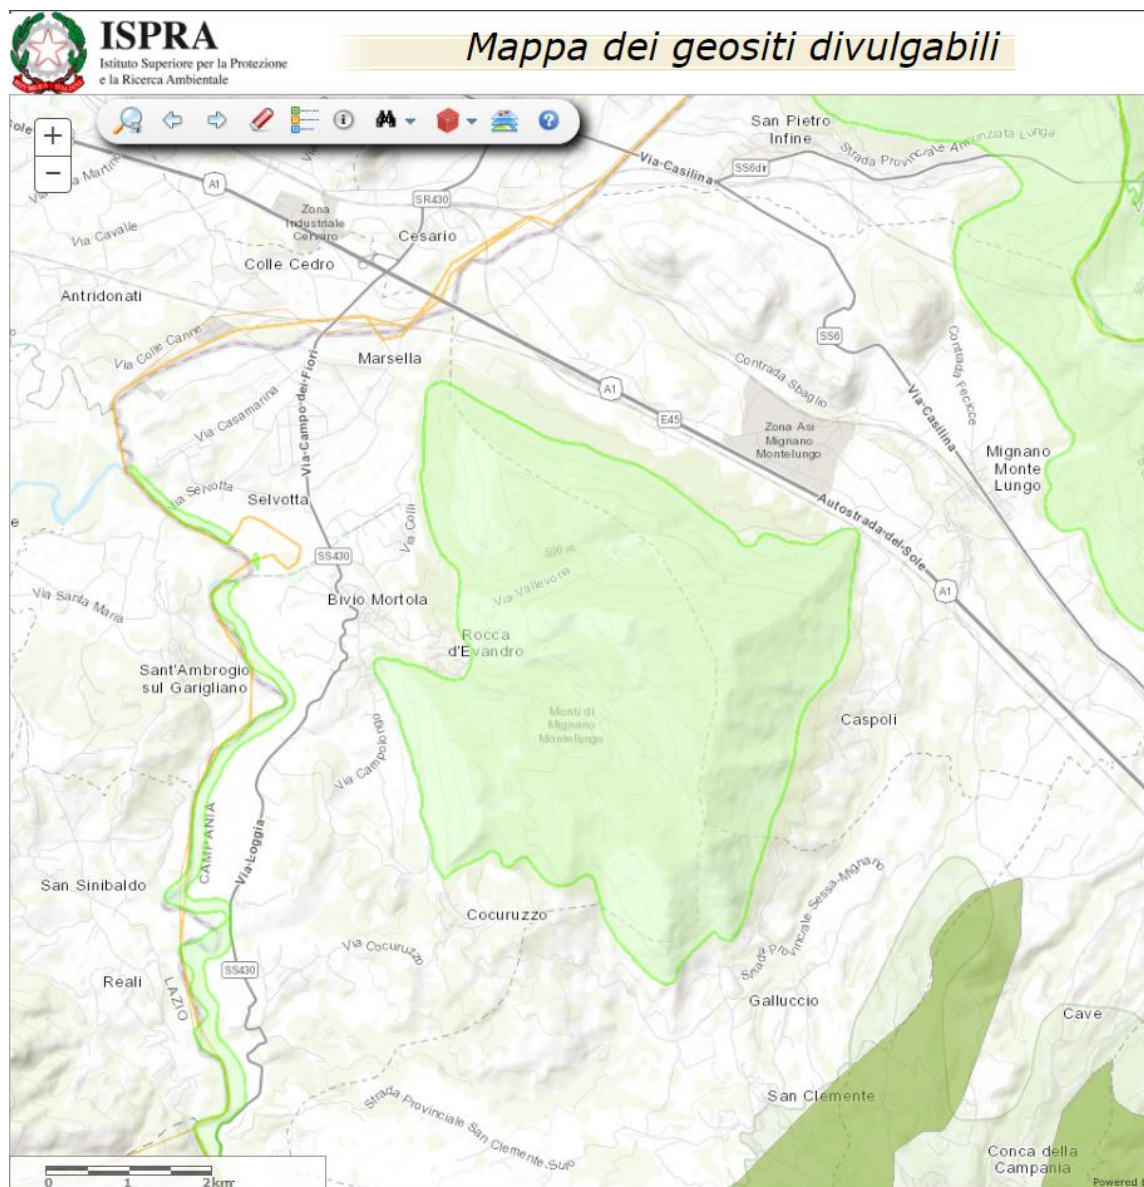 ISPRA
Istituto Superiore per la Protezione
e la Ricerca Ambientale
Mappa dei geositi divulgabili
+
−
A1
Via Cavalle
Zona
Industriale
Cervaro
SR430
Cesario
Colle Cedro
Antridonati
Via Colle Canne
Marsella
Via Casilina
SS6dir
San Pietro
Infine
Strada Provinciale Annunziata Lunga
SS6
Contrada Sbaglio
Contrada Fecicce
Via Casilina
A1
E45
Zona Asi
Mignano
Montelungo
Mignano
Monte
Lungo
Via Casamarina
Via Campo dei Fiori
Via Selvotta
Selvotta
Via Colli
SS430
Autostrada del Sole
A1
500 m
Via Vallevona
Via Santa Maria
Bivio Mortola
Rocca
d'Evandro
Sant'Ambrogio
sul Garigliano
Monti di
Mignano
Montelungo
Caspoli
Via Campolongo
CAMPANIA
Via Loggia
San Sinibaldo
Cocuruzzo
Via Cocuruzzo
Strada Provinciale Sessa-Mignano
SS430
Reali
LAZIO
Galluccio
Cave
San Clemente
Strada Provinciale San Clemente-Suio
Conca della
Campania
0 1 2km
Powered